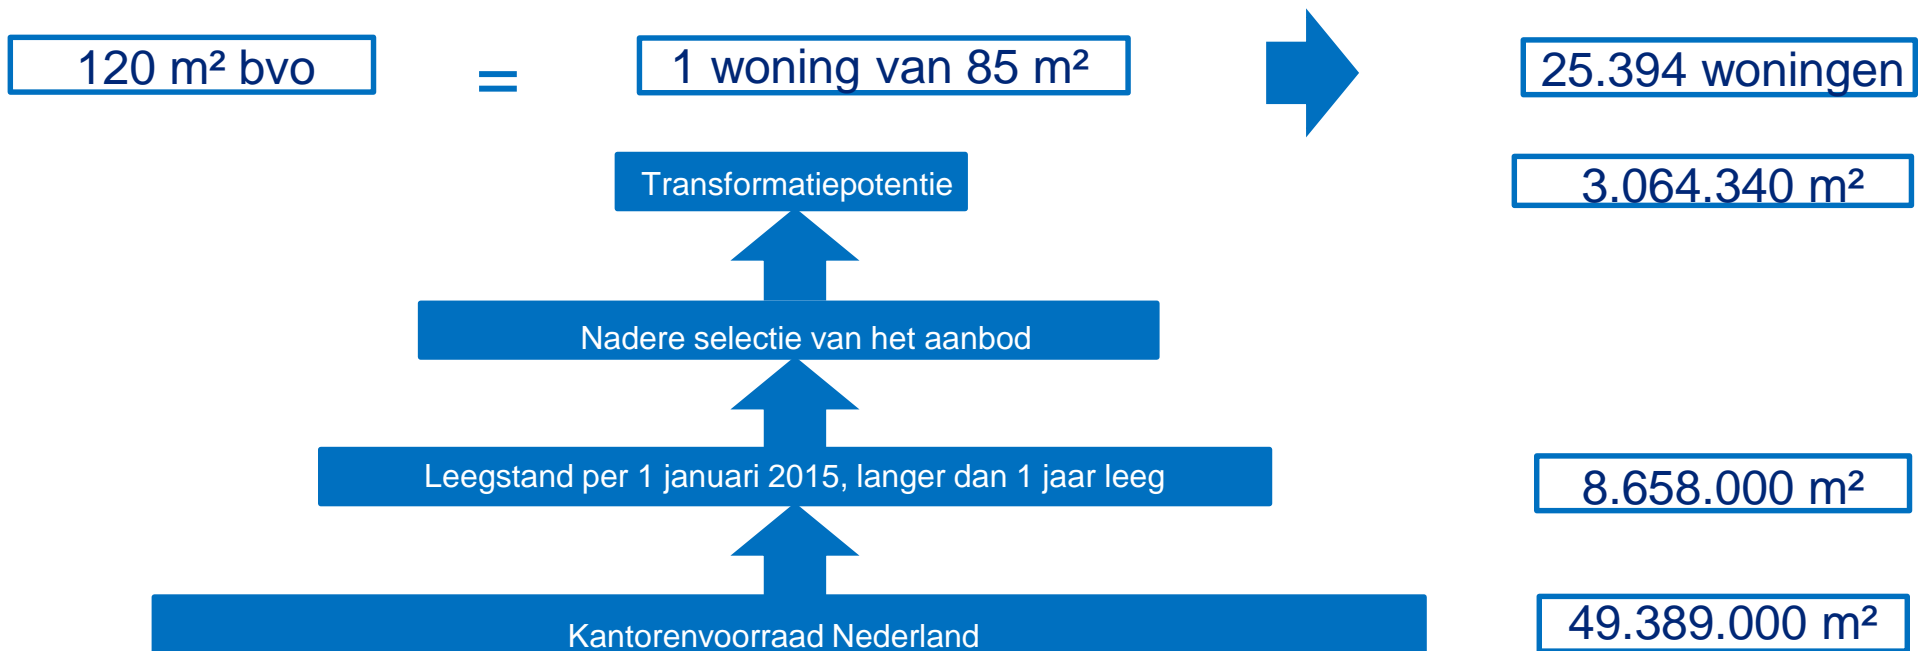 120 m² bvo = 1 woning van 85 m² 25.394 woningen
Transformatiepotentie 3.064.340 m²
Nadere selectie van het aanbod
Leegstand per 1 januari 2015, langer dan 1 jaar leeg 8.658.000 m²
Kantorenvoorraad Nederland 49.389.000 m²